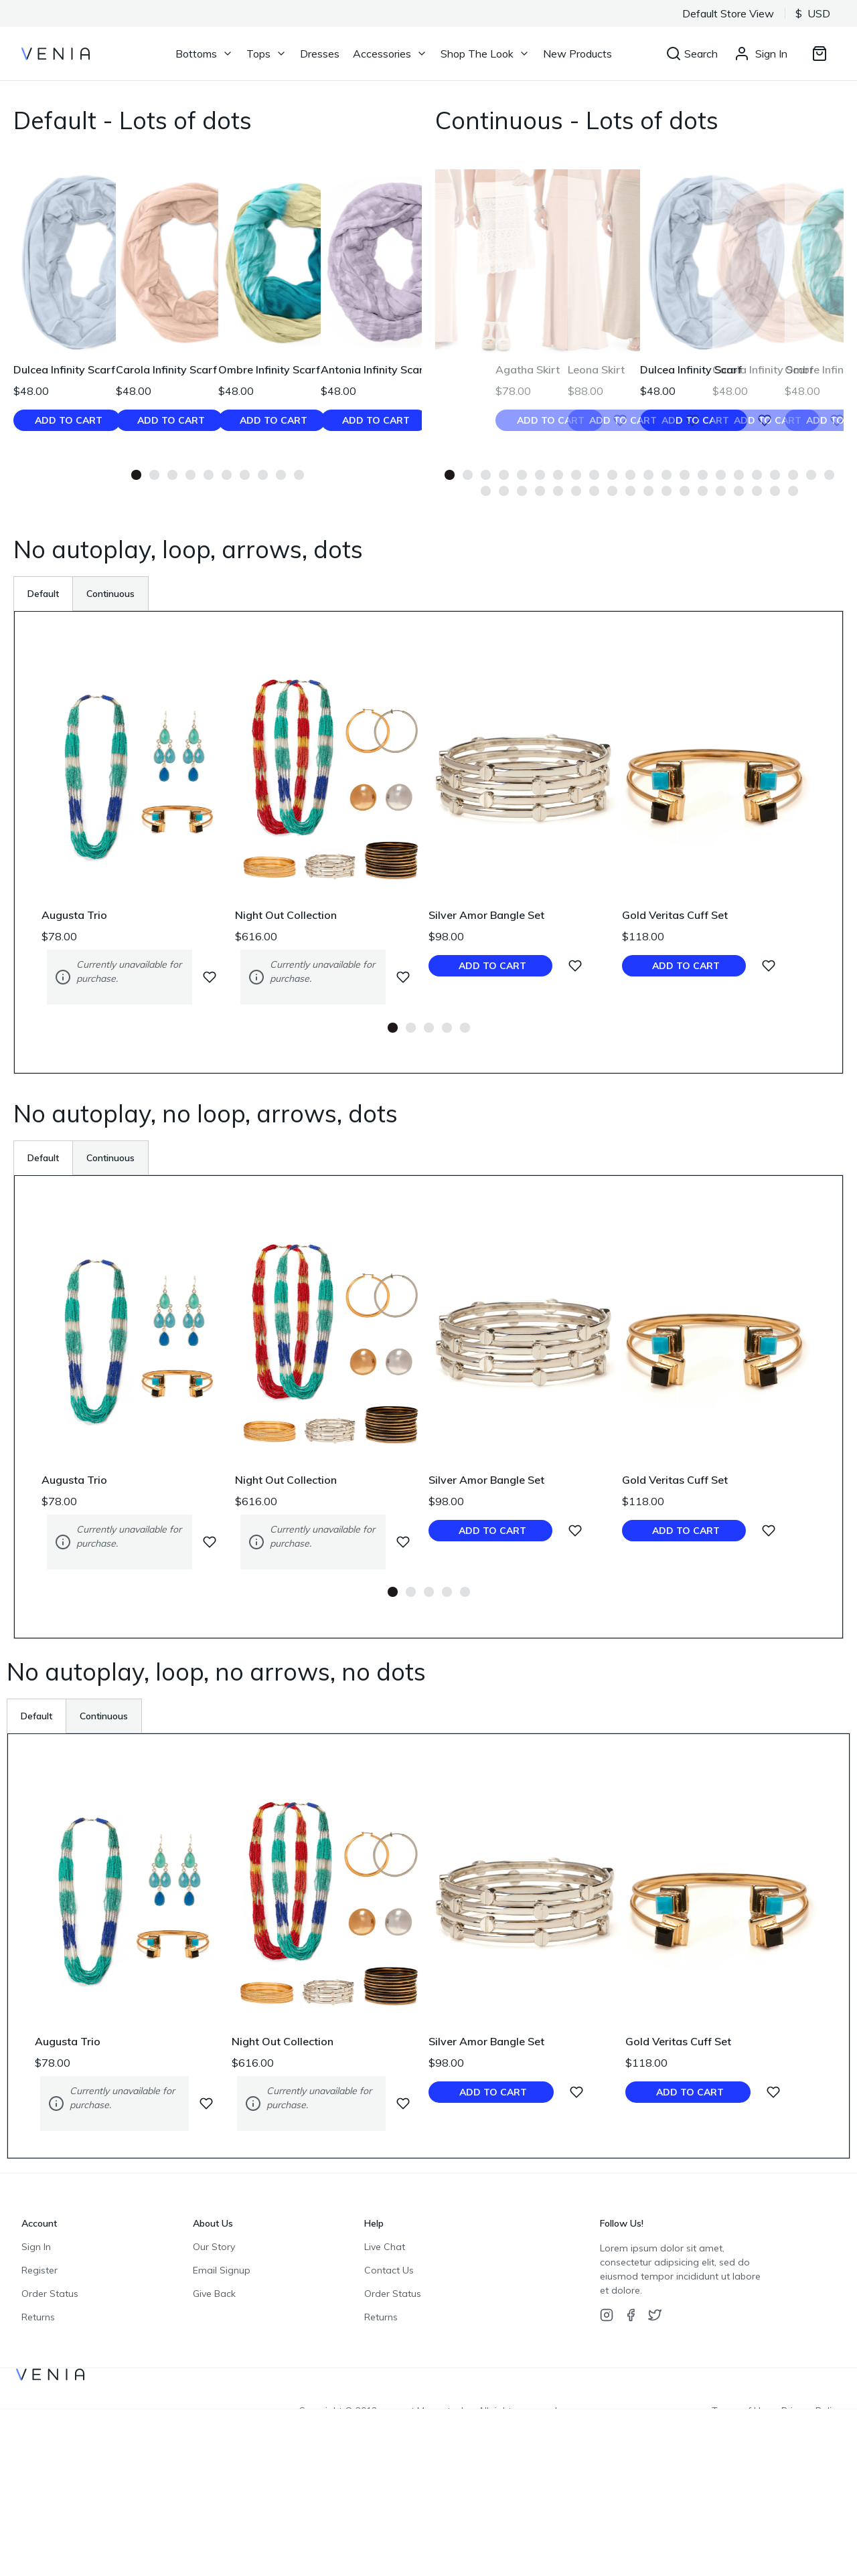 Default Store View
$ USD
VENIA
Bottoms
Tops
Dresses
Accessories
Shop The Look
New Products
Search
Sign In
Default - Lots of dots
Dulcea Infinity Scarf
$48.00
ADD TO CART
Carola Infinity Scarf
$48.00
ADD TO CART
Ombre Infinity Scarf
$48.00
ADD TO CART
Antonia Infinity Scar
$48.00
ADD TO CART
Continuous - Lots of dots
Agatha Skirt
$78.00
ADD TO CART
Leona Skirt
$88.00
ADD TO CART
Dulcea Infinity Scarf
$48.00
ADD TO CART
Infinity
$48.00
ADD TO CART
Infin
$48.00
ADD TO
No autoplay, loop, arrows, dots
Default
Continuous
Augusta Trio
$78.00
Currently unavailable for
purchase.
Night Out Collection
$616.00
Currently unavailable for
purchase.
Silver Amor Bangle Set
$98.00
ADD TO CART
Gold Veritas Cuff Set
$118.00
ADD TO CART
No autoplay, no loop, arrows, dots
Default
Continuous
Augusta Trio
$78.00
Currently unavailable for
purchase.
Night Out Collection
$616.00
Currently unavailable for
purchase.
Silver Amor Bangle Set
$98.00
ADD TO CART
Gold Veritas Cuff Set
$118.00
ADD TO CART
No autoplay, loop, no arrows, no dots
Default
Continuous
Augusta Trio
$78.00
Currently unavailable for
purchase.
Night Out Collection
$616.00
Currently unavailable for
purchase.
Silver Amor Bangle Set
$98.00
ADD TO CART
Gold Veritas Cuff Set
$118.00
ADD TO CART
Account
Sign In
Register
Order Status
Returns
About Us
Our Story
Email Signup
Give Back
Help
Live Chat
Contact Us
Order Status
Returns
Follow Us!
Lorem ipsum dolor sit amet,
consectetur adipsicing elit, sed do
eiusmod tempor incididunt ut labore
et dolore.
VENIA